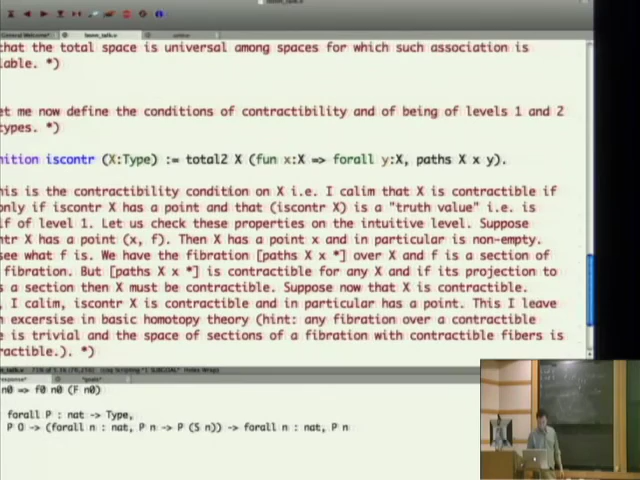 that the total space is universal among spaces for which such association is
lable. *)
et me now define the conditions of contractibility and of being of levels 1 and 2
types. *)
nition iscontr (X:Type) := total2 X (fun x:X => forall y:X, paths X x y).
his is the contractibility condition on X i.e. I calim that X is contractible if
only if iscontr X has a point and that (iscontr X) is a "truth value" i.e. is
lf of level 1. Let us check these properties on the intuitive level. Suppose
ntr X has a point (x, f). Then X has a point x and in particular is non-empty.
see what f is. We have the fibration [paths X x *] over X and f is a section of
fibration. But [paths X x *] is contractible for any X and if its projection to
s a section then X must be contractible. Suppose now that X is contractible.
, I calim, iscontr X is contractible and in particular has a point. This I leave
n excersise in basic homotopy theory (hint: any fibration over a contractible
e is trivial and the space of sections of a fibration with contractible fibers is
ractible.). *)
n0 => f0 n0 (F n0)
forall P : nat -> Type,
P O -> (forall n : nat, P n -> P (S n)) -> forall n : nat, P n